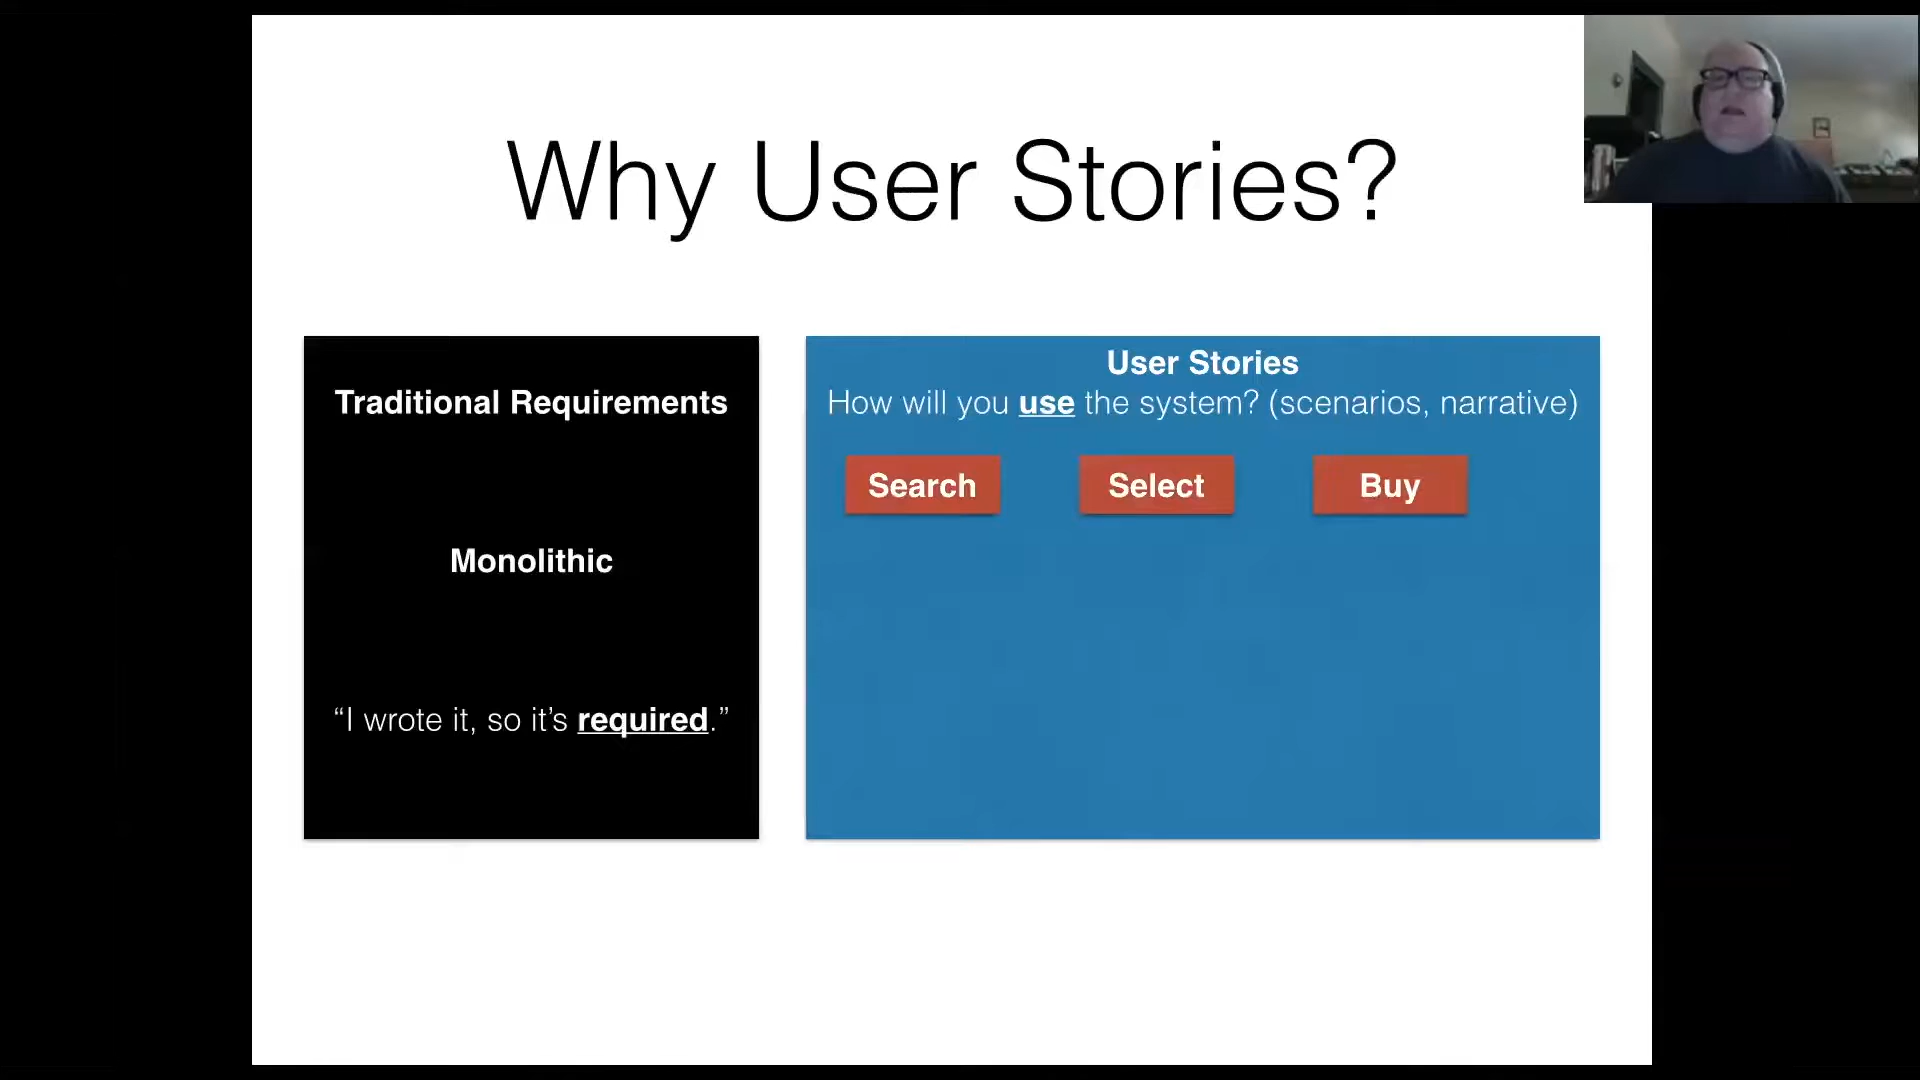 Why User Stories?
Traditional Requirements
Monolithic
“I wrote it, so it’s required.”
User Stories
How will you use the system? (scenarios, narrative)
Search
Select
Buy